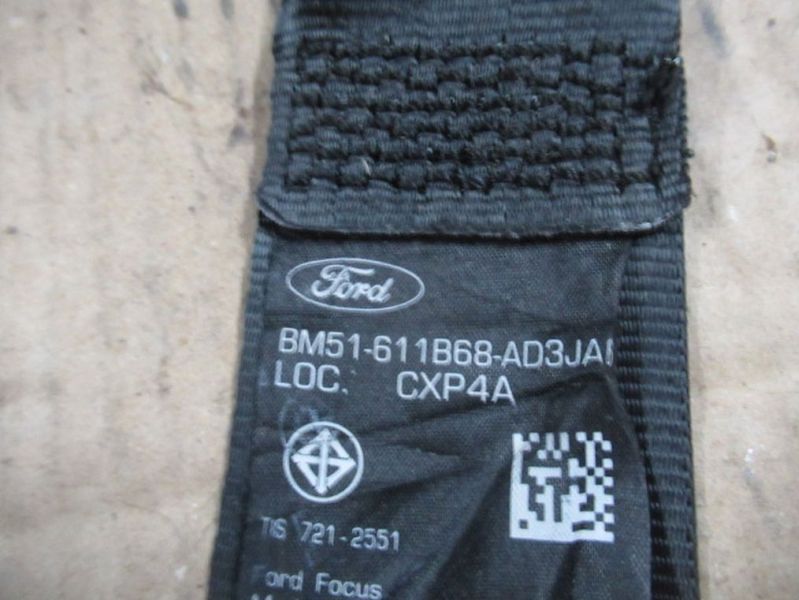 Ford
BM51-611B68-AD3JA
LOC. CXP4A
TIS 721-2551
Ford Focus